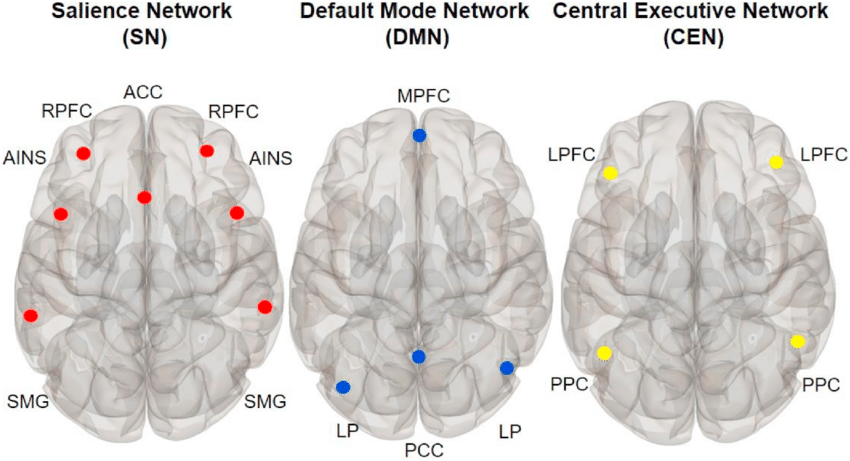 Salience Network
(SN)
ACC
RPFC
RPFC
AINS
AINS
SMG
SMG
Default Mode Network
(DMN)
MPFC
LP
LP
PCC
Central Executive Network
(CEN)
LPFC
LPFC
PPC
PPC